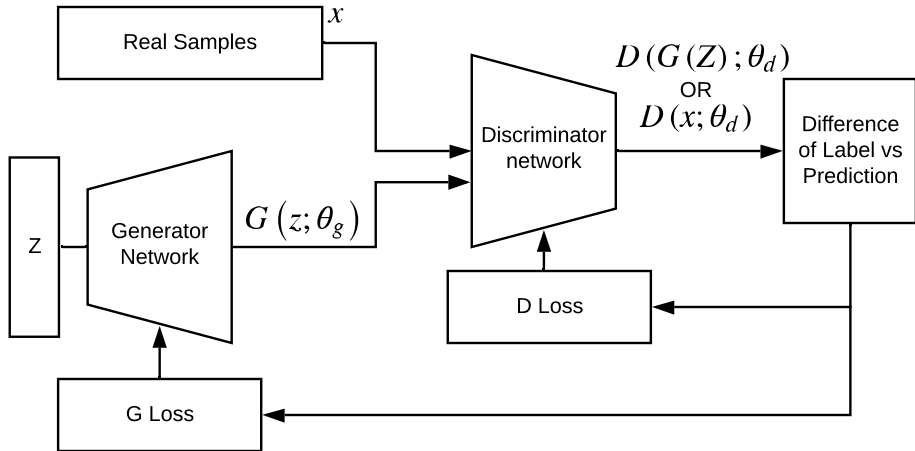 x
Real Samples
D(G(Z);θ_d)
OR
D(x;θ_d)
Discriminator
network
Difference
of Label vs
Prediction
G(z;θ_g)
Generator
Network
Z
D Loss
G Loss